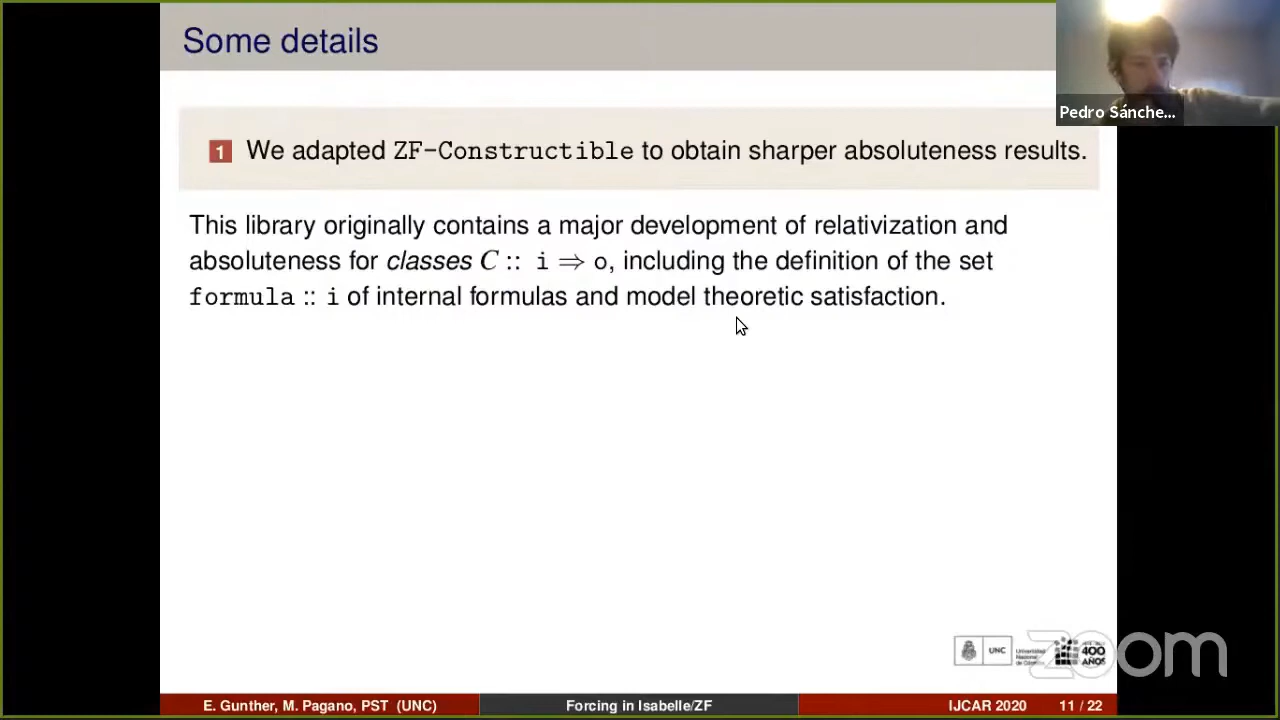 Some details
Pedro Sánche...
1 We adapted ZF-Constructible to obtain sharper absoluteness results.
This library originally contains a major development of relativization and
absoluteness for classes C :: i ⇒ o, including the definition of the set
formula :: i of internal formulas and model theoretic satisfaction.
UNC
Universidad
Nacional
400
AÑOS
zoom
E. Gunther, M. Pagano, PST (UNC)
Forcing in Isabelle/ZF
IJCAR 2020
11 / 22